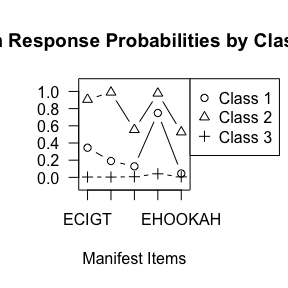 Response Probabilities by
1.0
0.8
0.6
0.4
0.2
0.0
Class 1
Class 2
Class 3
ECIGT EHOOKAH
Manifest Items